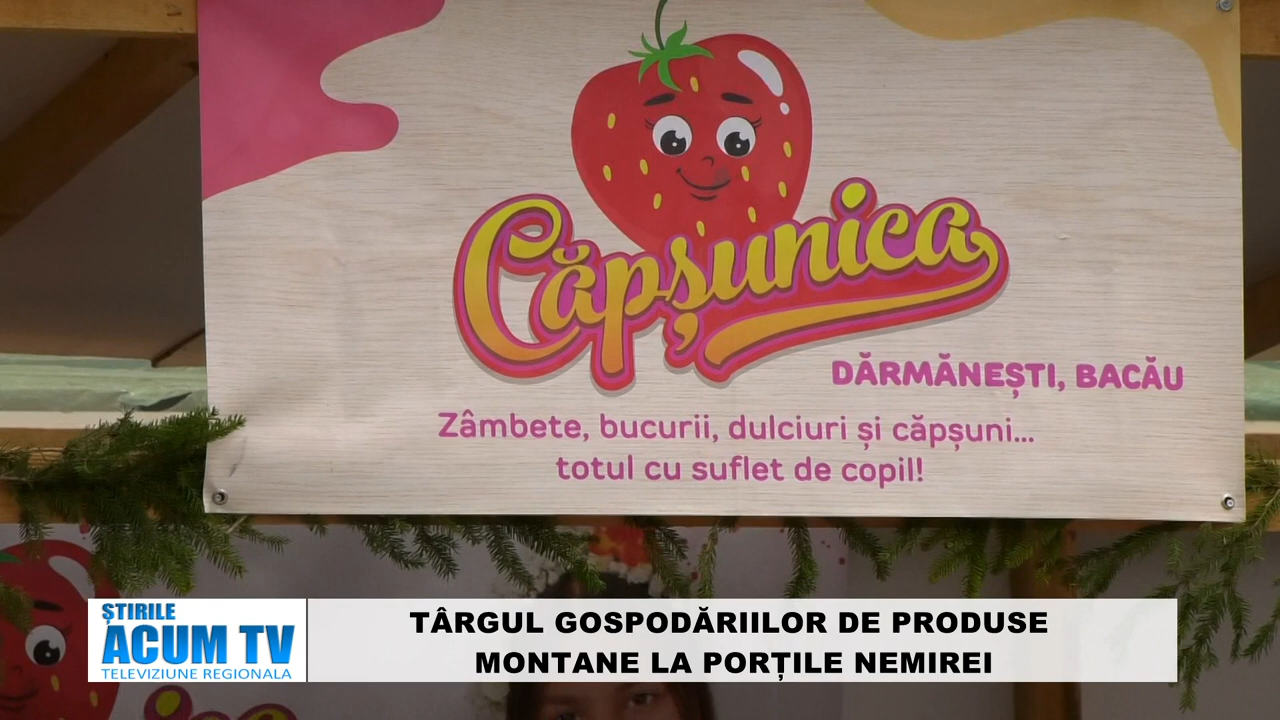 Căpșunica
DĂRMĂNEȘTI, BACĂU
Zâmbete, bucurii, dulciuri și căpșuni...
totul cu suflet de copil!
ȘTIRILE
ACUM TV
TELEVIZIUNE REGIONALA
TÂRGUL GOSPODĂRIILOR DE PRODUSE
MONTANE LA PORȚILE NEMIREI